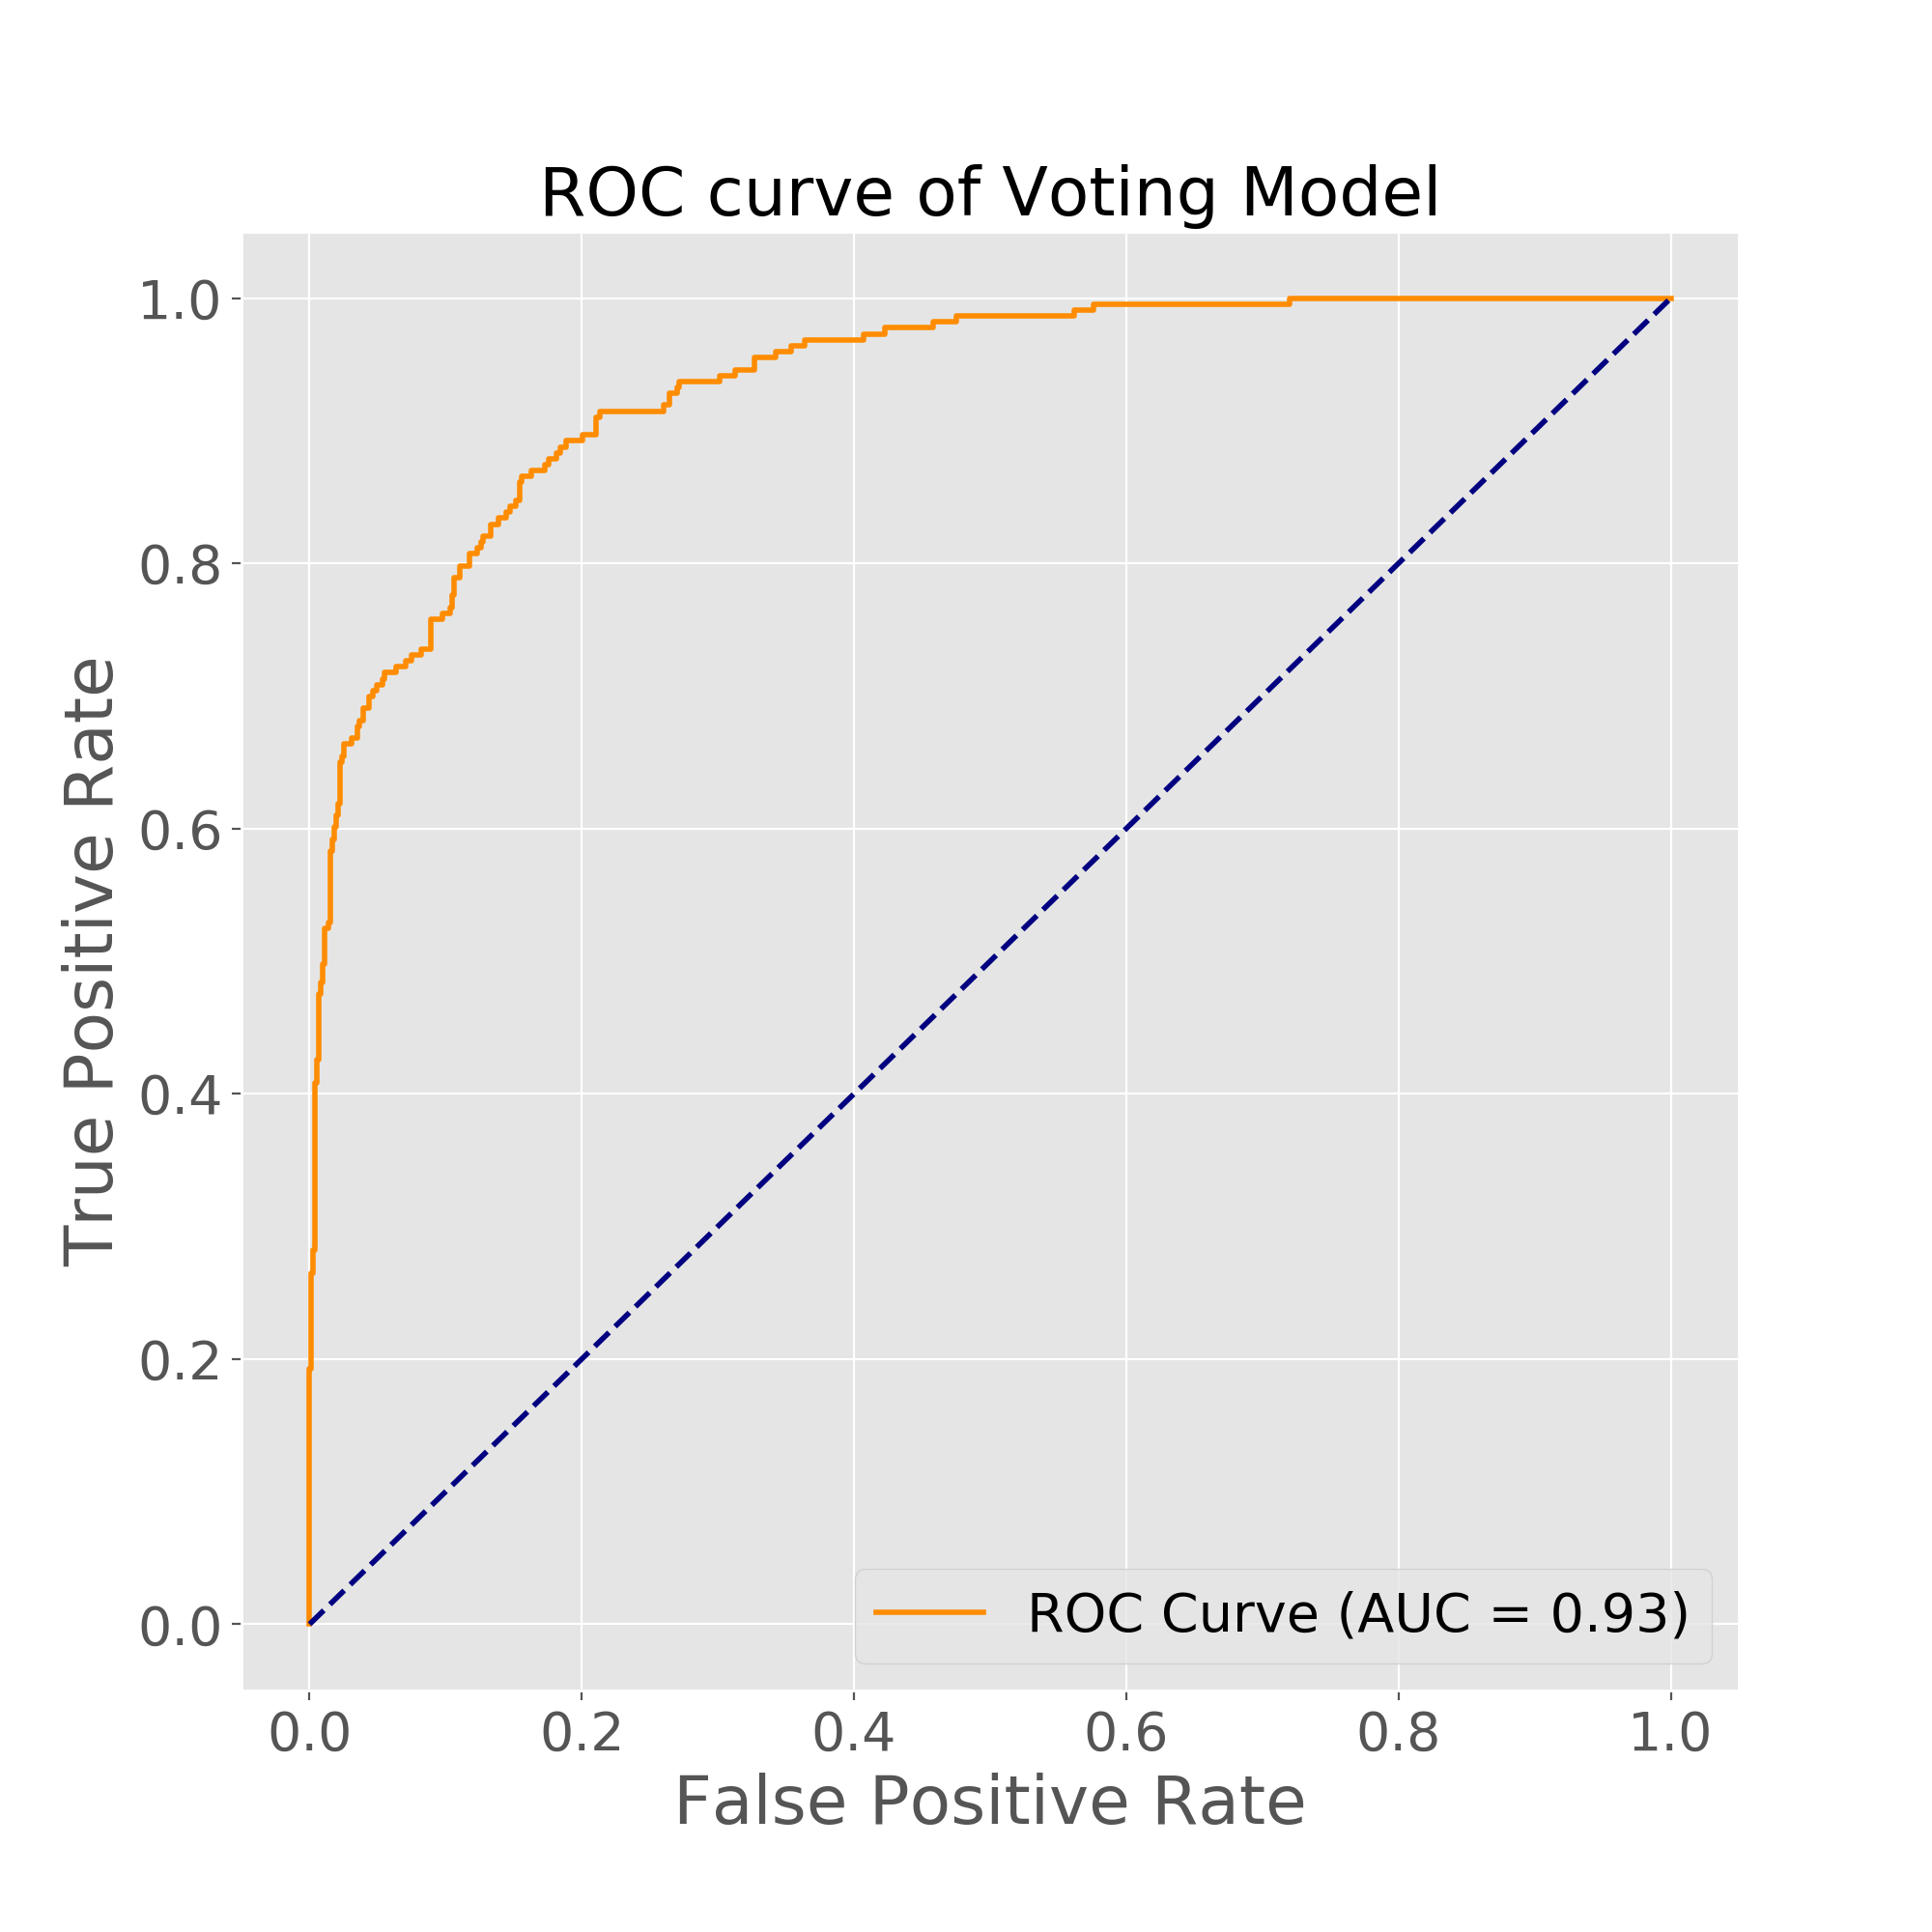 ROC curve of Voting Model
1.0
0.8
0.6
0.4
0.2
0.0
True Positive Rate
ROC Curve (AUC = 0.93)
0.0 0.2 0.4 0.6 0.8 1.0
False Positive Rate